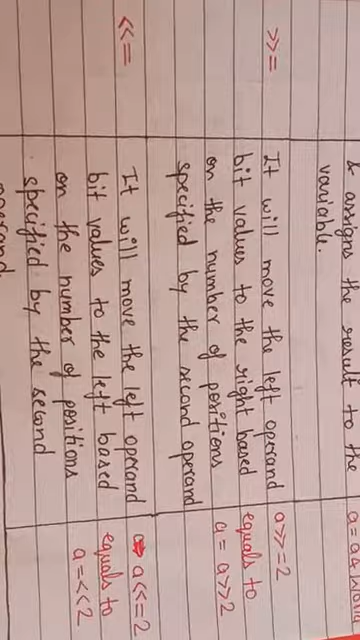 & assigns the result to the
variable.
>>=
It will move the left operand
bit values to the right based
on the number of positions
specified by the second operand
a>>=2
equals to
a = a>>2
<<=
It will move the left operand
bit values to the left based
on the number of positions
specified by the second
operand.
a<<=2
equals to
a=<<2